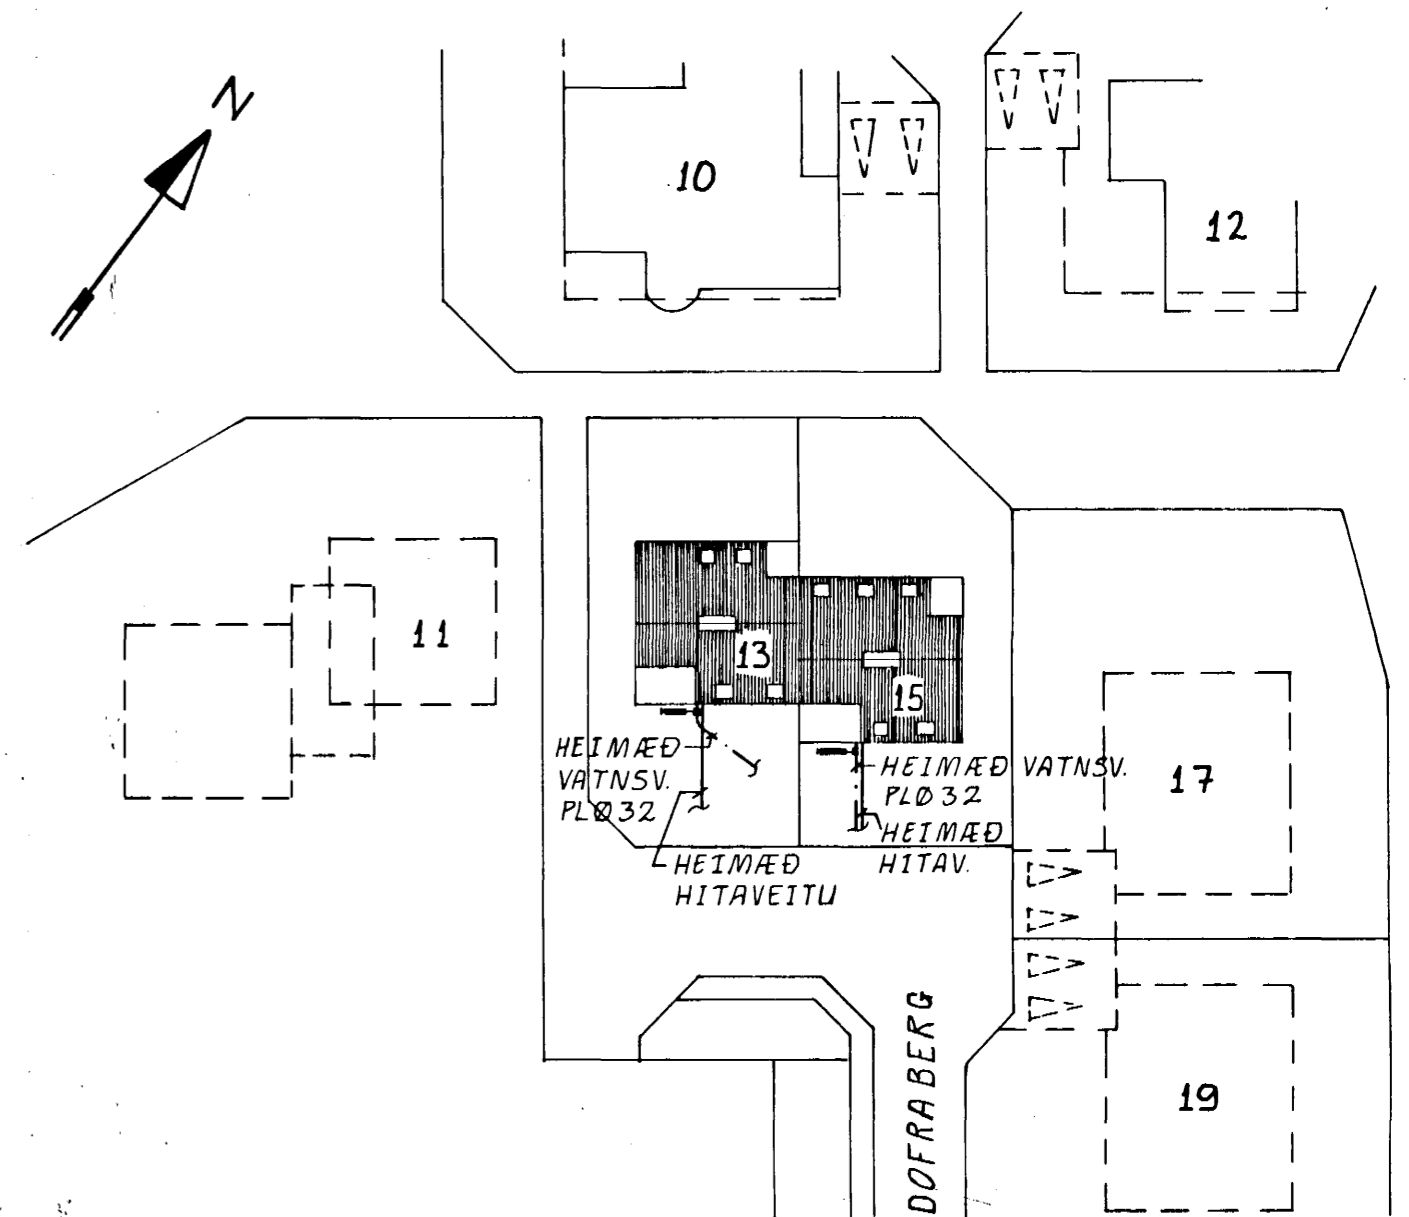 N
10
12
11
13
15
HEIMÆÐ
VATNSV.
PLØ32
HEIMÆÐ VATNSV.
PLØ32
17
HEIMÆÐ
HITAV.
HEIMÆÐ
HITAVEITU
DOFRABERG
19